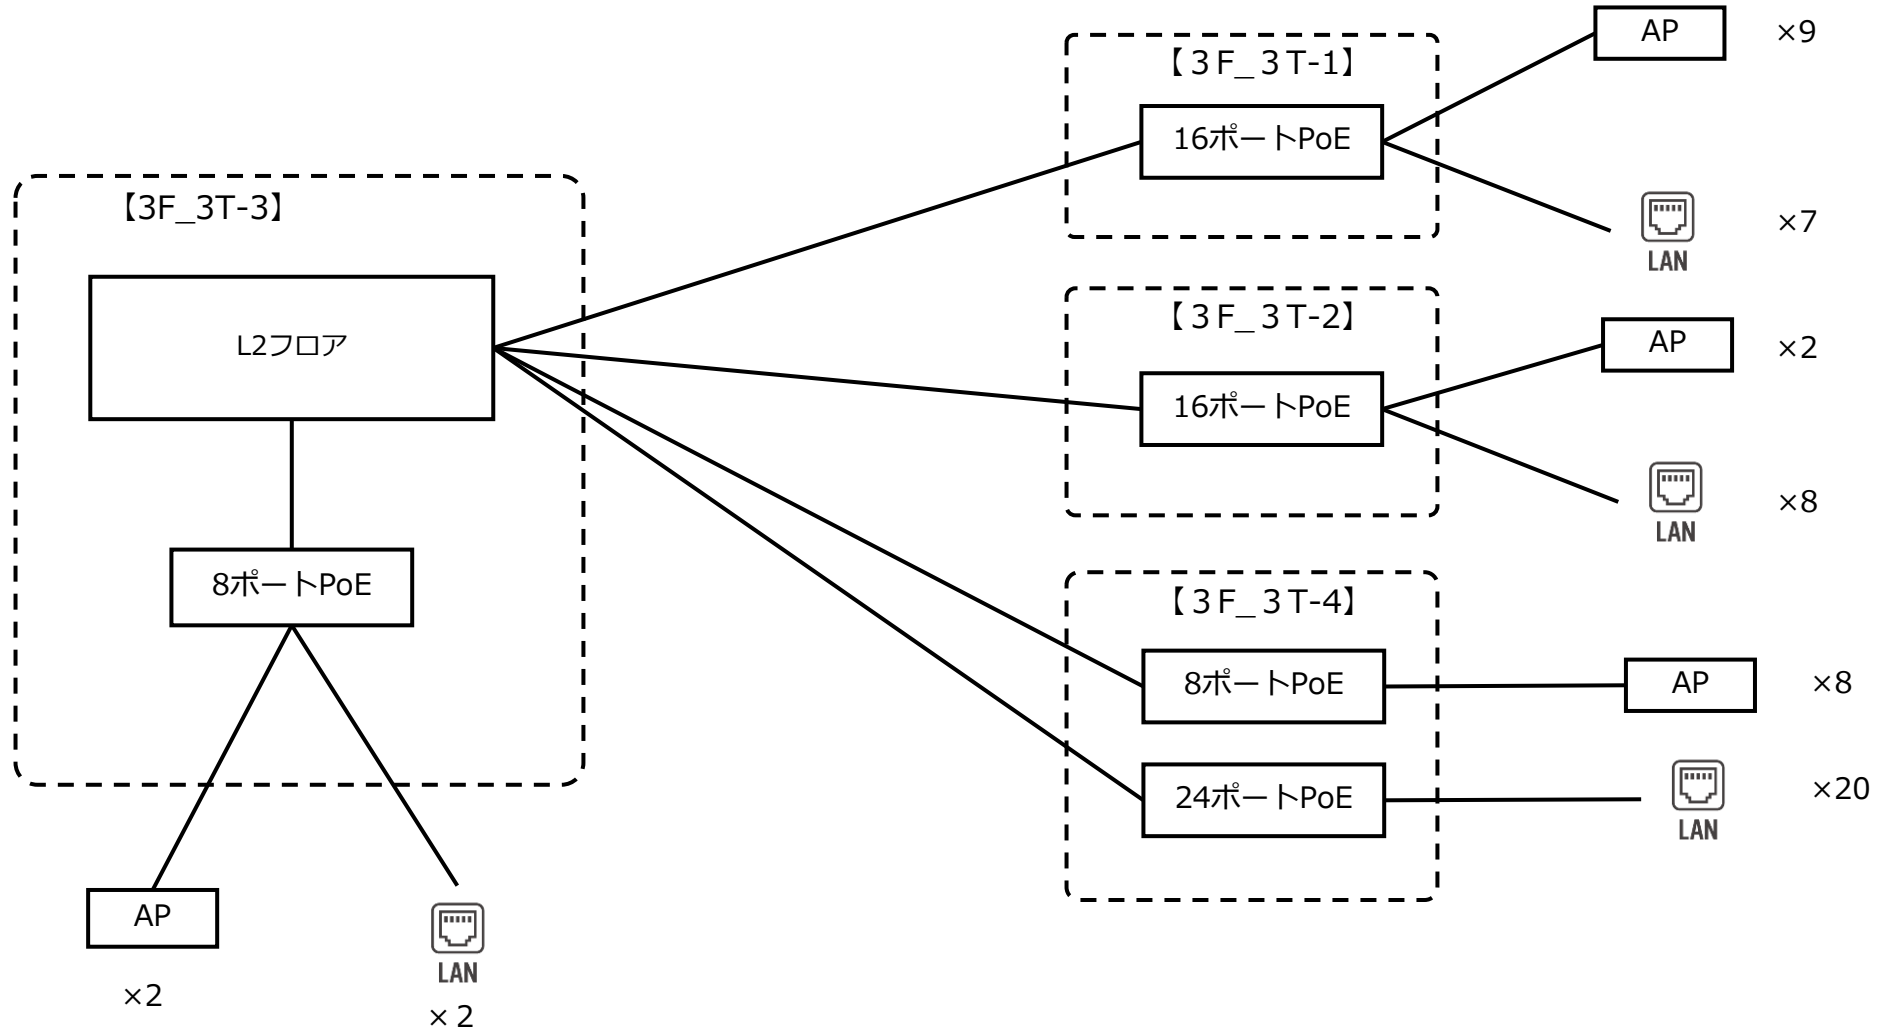 【3F_3T-3】
L2フロア
8ポートPoE
AP
×2
LAN
×２
【３F_３T-1】
16ポートPoE
AP
×9
LAN
×7
【３F_３T-2】
16ポートPoE
AP
×2
LAN
×8
【３F_３T-4】
8ポートPoE
AP
×8
24ポートPoE
LAN
×20